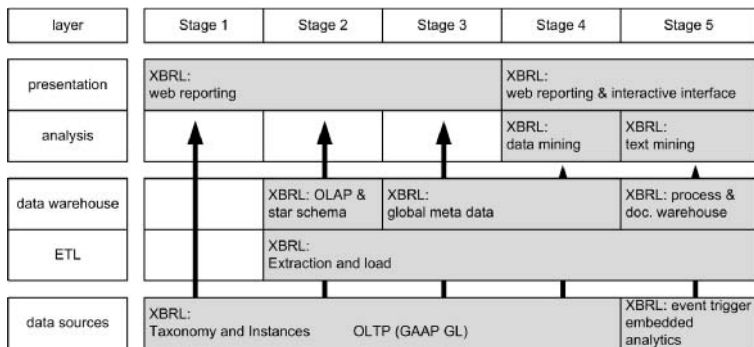 layer Stage 1 Stage 2 Stage 3 Stage 4 Stage 5
presentation XBRL: XBRL:
web reporting web reporting & interactive interface
analysis XBRL: XBRL:
data mining text mining
data warehouse XBRL: OLAP & XBRL: XBRL: process &
star schema global meta data doc. warehouse
ETL XBRL:
Extraction and load
data sources XBRL: XBRL: event trigger
Taxonomy and Instances OLTP (GAAP GL) embedded
analytics